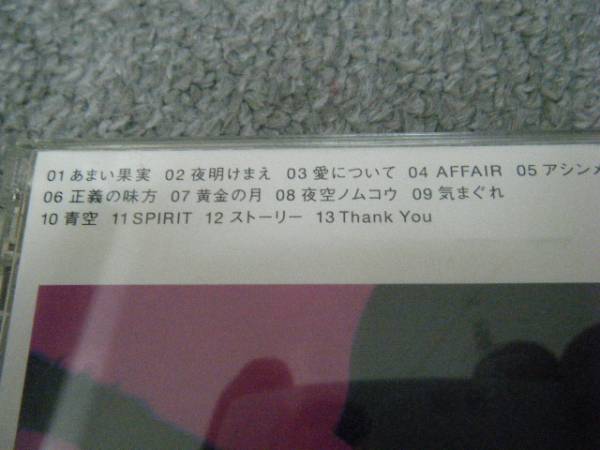 01 あまい果実 02 夜明けまえ 03 愛について 04 AFFAIR 05 アシンメ
06 正義の味方 07 黄金の月 08 夜空ノムコウ 09 気まぐれ
10 青空 11 SPIRIT 12 ストーリー 13 Thank You